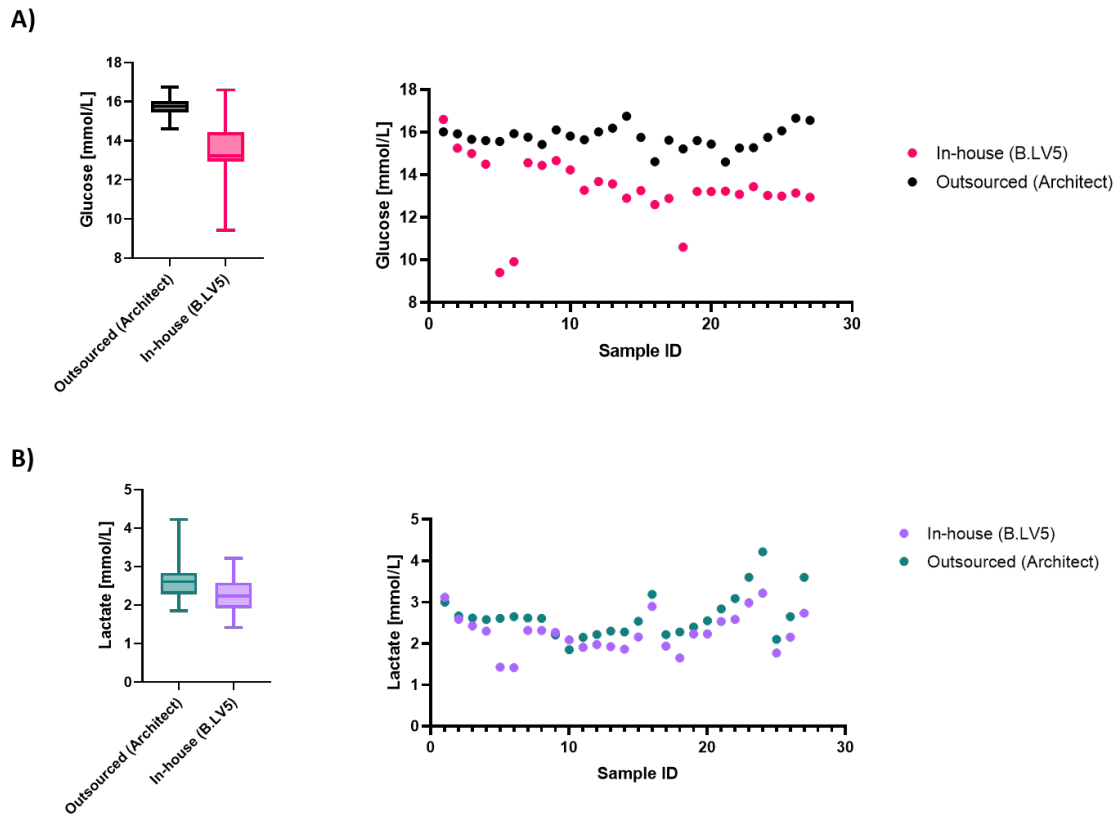 A)
Glucose [mmol/L]
18
16
14
12
10
8
Outsourced (Architect)
In-house (B.LV5)
Glucose [mmol/L]
18
16
14
12
10
8
0
10
20
30
Sample ID
In-house (B.LV5)
Outsourced (Architect)
B)
Lactate [mmol/L]
5
4
3
2
1
0
Outsourced (Architect)
In-house (B.LV5)
Lactate [mmol/L]
5
4
3
2
1
0
0
10
20
30
Sample ID
In-house (B.LV5)
Outsourced (Architect)